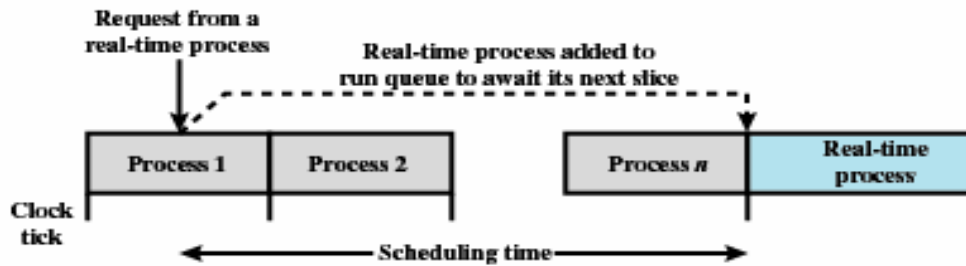 Request from a
real-time process
Real-time process added to
run queue to await its next slice
Process 1
Process 2
Process n
Real-time
process
Clock
tick
Scheduling time